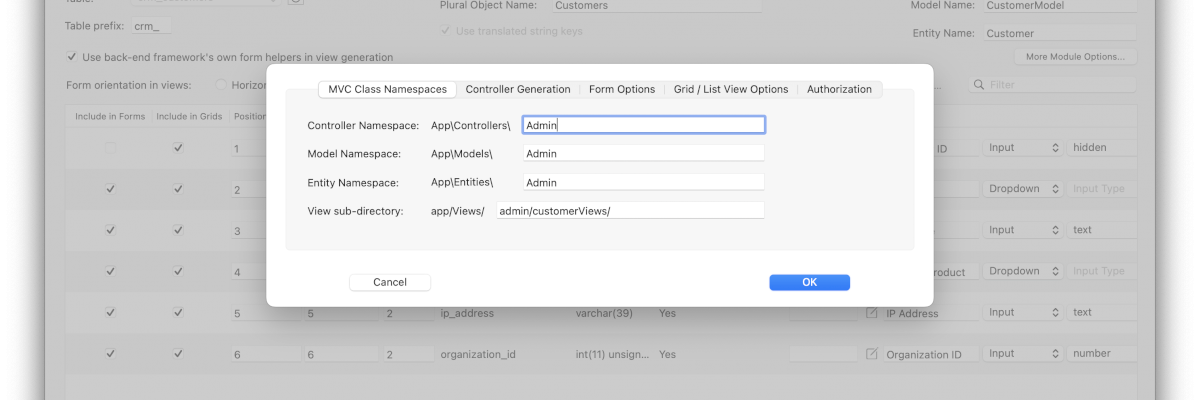 Table:
Plural Object Name: Customers
Model Name: CustomerModel
Table prefix: crm_
Use translated string keys
Entity Name: Customer
Use back-end framework's own form helpers in view generation
More Module Options...
Form orientation in views:
Filter
MVC Class Namespaces Controller Generation Form Options Grid / List View Options Authorization
Include in Forms Include in Grids
Controller Namespace: App\Controllers\ Admin
1 ID Input hidden
Model Namespace: App\Models\ Admin
Entity Namespace: App\Entities\ Admin
2 Dropdown Input Type
View sub-directory: app/Views/ admin/customerViews/
3 Input text
4 Dropdown Input Type
Cancel OK
5 5 2 ip_address varchar(39) Yes IP Address Input text
6 6 2 organization_id int(11) unsign... Yes Organization ID Input number